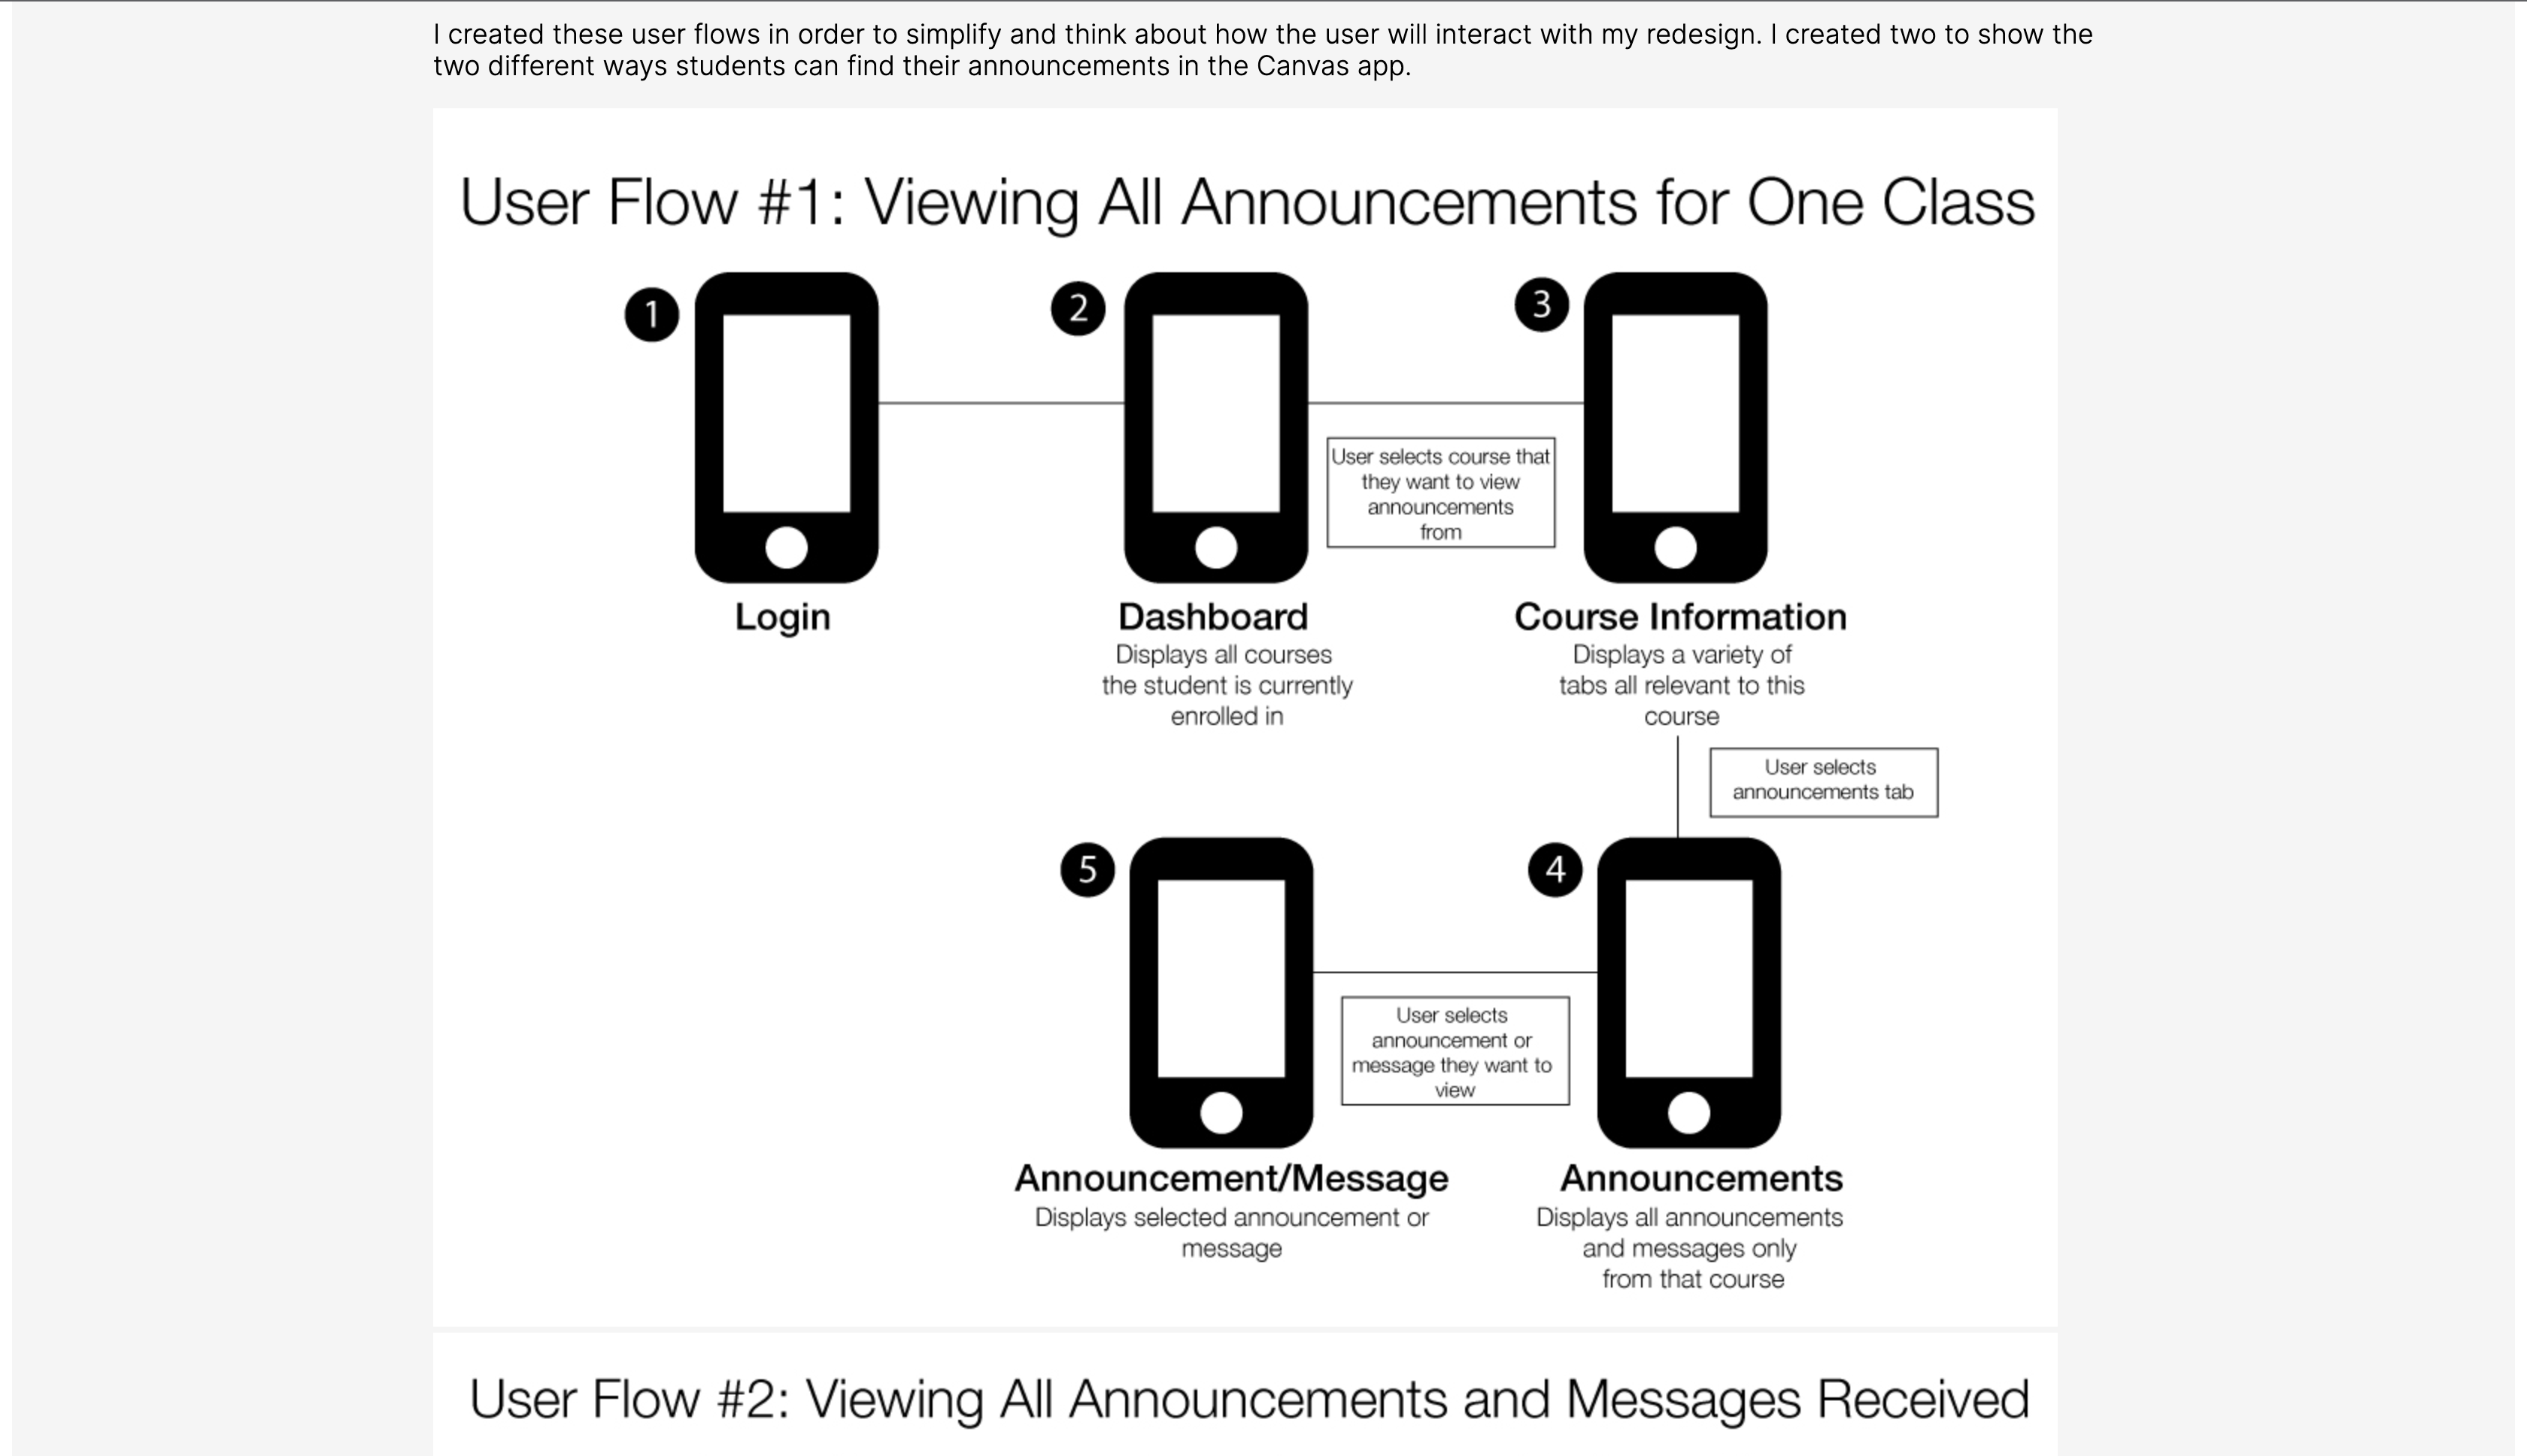 I created these user flows in order to simplify and think about how the user will interact with my redesign. I created two to show the
two different ways students can find their announcements in the Canvas app.
User Flow #1: Viewing All Announcements for One Class
1
2
3
User selects course that
they want to view
announcements
from
Login
Dashboard
Displays all courses
the student is currently
enrolled in
Course Information
Displays a variety of
tabs all relevant to this
course
User selects
announcements tab
5
4
User selects
announcement or
message they want to
view
Announcement/Message
Displays selected announcement or
message
Announcements
Displays all announcements
and messages only
from that course
User Flow #2: Viewing All Announcements and Messages Received